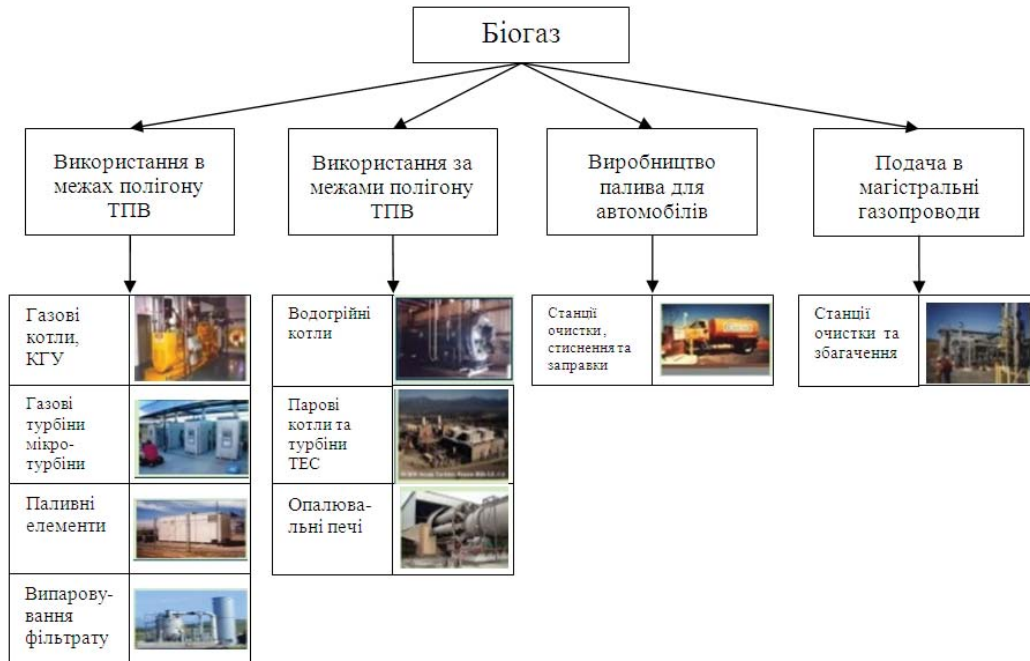 Біогаз
Використання в
межах полігону
ТПВ
Використання за
межами полігону
ТПВ
Виробництво
палива для
автомобілів
Подача в
магістральні
газопроводи
Газові
котли,
КГУ
Газові
турбіни
мікро-
турбіни
Паливні
елементи
Випарову-
вання
фільтрату
Водогрійні
котли
Парові
котли та
турбіни
ТЕС
Опалюва-
льні печі
Станції
очистки ,
стиснення та
заправки
Станції
очистки та
збагачення